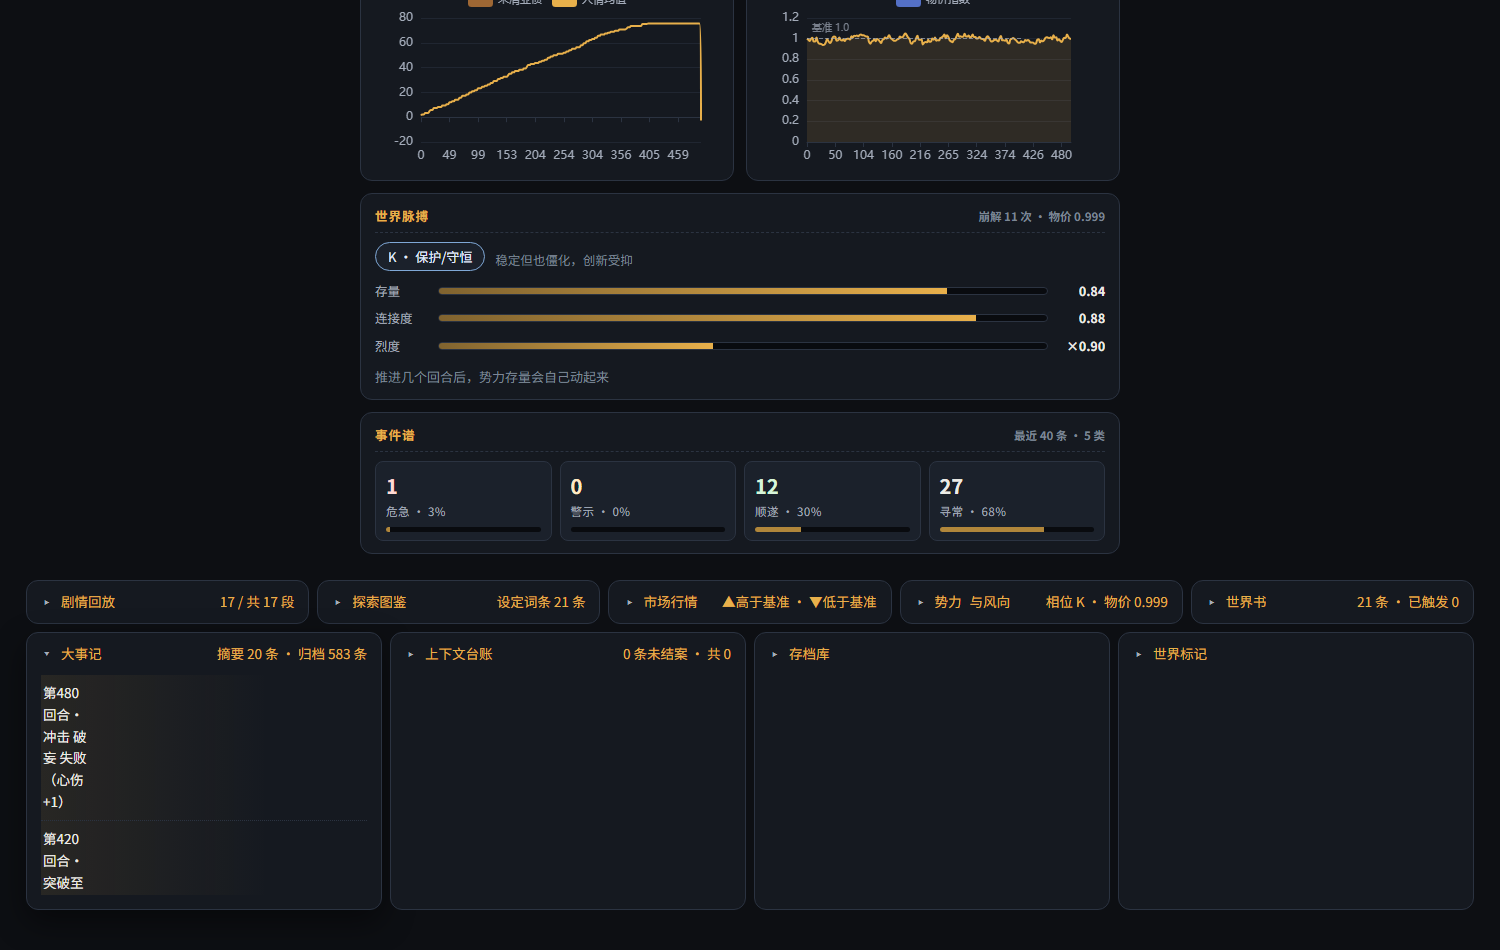 80
60
40
20
0
-20
0 49 99 153 204 254 304 356 405 459
1.2
1
0.8
0.6
0.4
0.2
0
基准 1.0
0 50 104 160 216 265 324 374 426 480
世界脉搏
崩解 11 次 · 物价 0.999
K · 保护/守恒
稳定但也僵化，创新受抑
存量
0.84
连接度
0.88
烈度
×0.90
推进几个回合后，势力存量会自己动起来
事件谱
最近 40 条 · 5 类
1
危急 · 3%
0
警示 · 0%
12
顺遂 · 30%
27
寻常 · 68%
▸ 剧情回放
17 / 共 17 段
▸ 探索图鉴
设定词条 21 条
▸ 市场行情
▲高于基准 · ▼低于基准
▸ 势力 与风向
相位 K · 物价 0.999
▸ 世界书
21 条 · 已触发 0
▾ 大事记
摘要 20 条 · 归档 583 条
▸ 上下文台账
0 条未结案 · 共 0
▸ 存档库
▸ 世界标记
第480
回合 ·
冲击 破
妄 失败
（心伤
+1）
第420
回合 ·
突破至